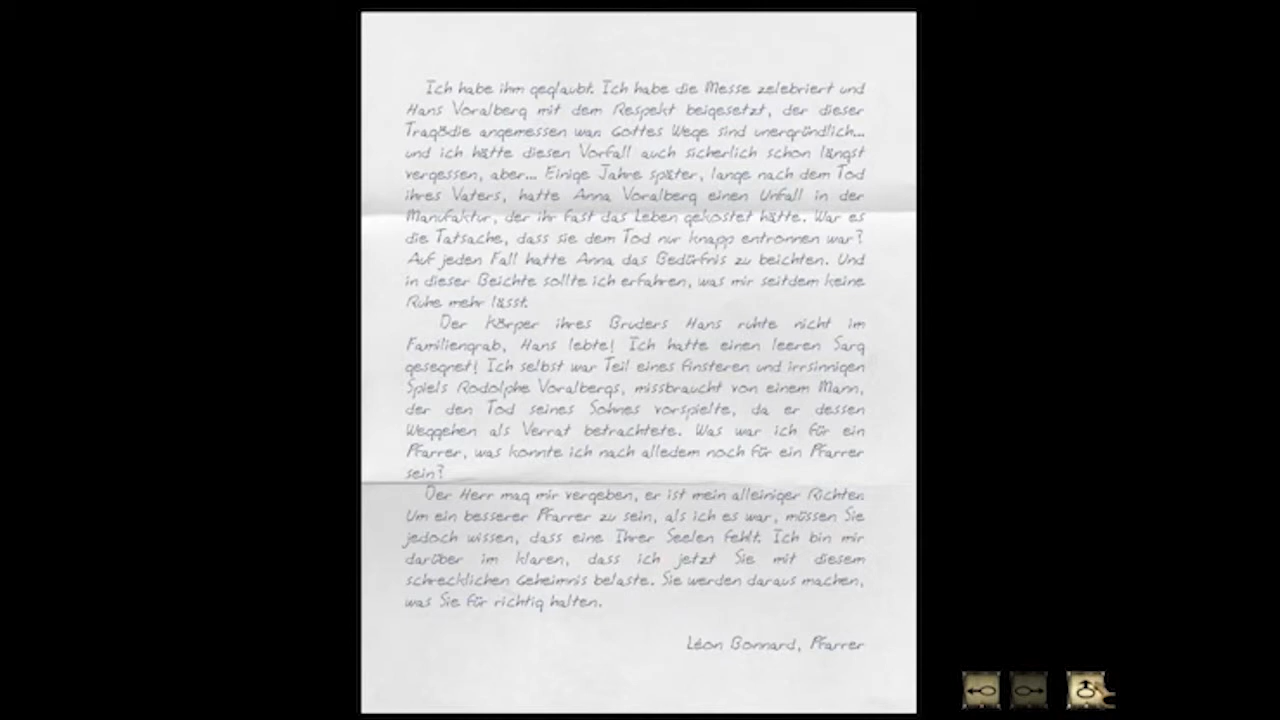 Ich habe ihm geglaubt. Ich habe die Messe zelebriert und
Hans Voralberg mit dem Respekt beigesetzt, der dieser
Tragödie angemessen war. Gottes Wege sind unergründlich...
und ich hätte diesen Vorfall auch sicherlich schon längst
vergessen, aber... Einige Jahre später, lange nach dem Tod
ihres Vaters, hatte Anna Voralberg einen Unfall in der
Manufaktur, der ihr fast das Leben gekostet hätte. War es
die Tatsache, dass sie dem Tod nur knapp entronnen war?
Auf jeden Fall hatte Anna das Bedürfnis zu beichten. Und
in dieser Beichte sollte ich erfahren, was mir seitdem keine
Ruhe mehr lässt.
Der Körper ihres Bruders Hans ruhte nicht im
Familiengrab, Hans lebte! Ich hatte einen leeren Sarg
gesegnet! Ich selbst war Teil eines finsteren und irrsinnigen
Spiels Rodolphe Voralbergs, missbraucht von einem Mann,
der den Tod seines Sohnes vorspielte, da er dessen
Weggehen als Verrat betrachtete. Was war ich für ein
Pfarrer, was konnte ich nach alledem noch für ein Pfarrer
sein?
Der Herr mag mir vergeben, er ist mein alleiniger Richter.
Um ein besserer Pfarrer zu sein, als ich es war, müssen Sie
jedoch wissen, dass eine Ihrer Seelen fehlt. Ich bin mir
darüber im klaren, dass ich jetzt Sie mit diesem
schrecklichen Geheimnis belaste. Sie werden daraus machen,
was Sie für richtig halten.
Léon Bonnard, Pfarrer